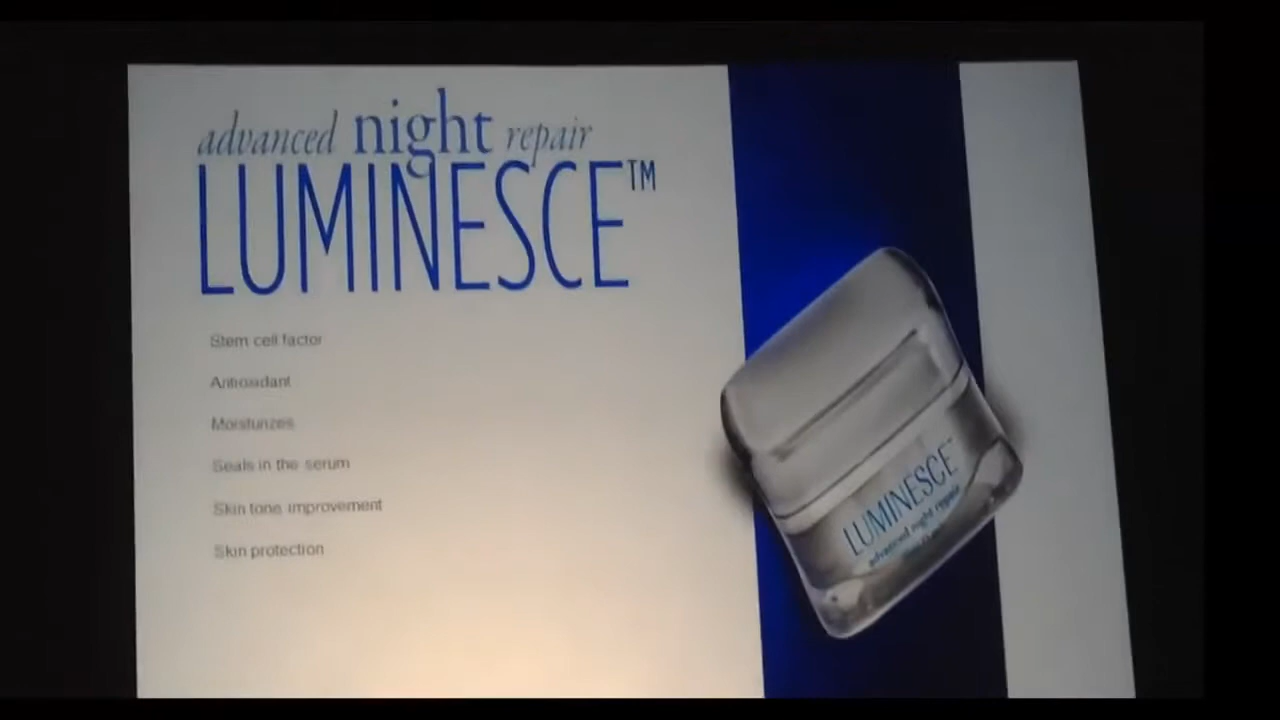 advanced night repair
LUMINESCE™
Stem cell factor
Antioxidant
Moisturizes
Seals in the serum
Skin tone improvement
Skin protection
LUMINESCE™
advanced night repair